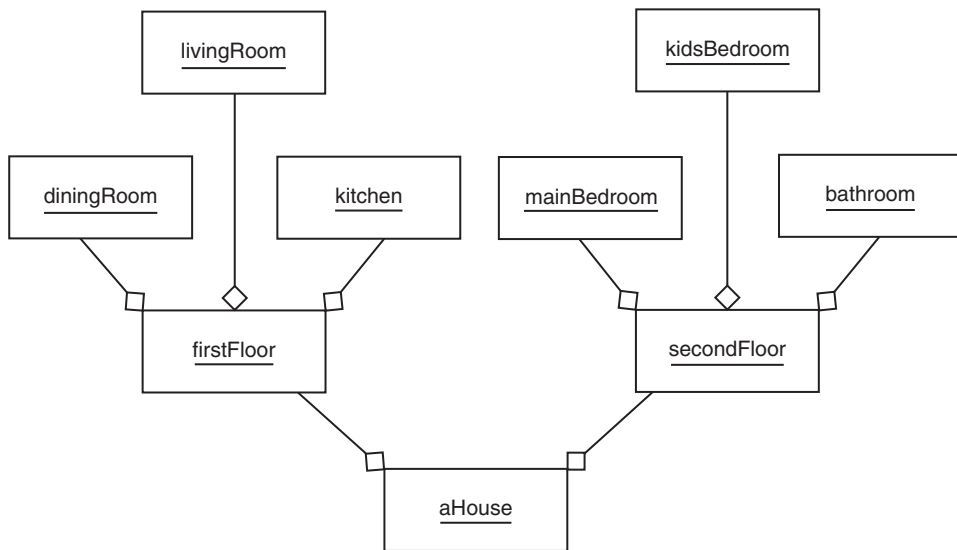 livingRoom
kidsBedroom
diningRoom
kitchen
mainBedroom
bathroom
firstFloor
secondFloor
aHouse